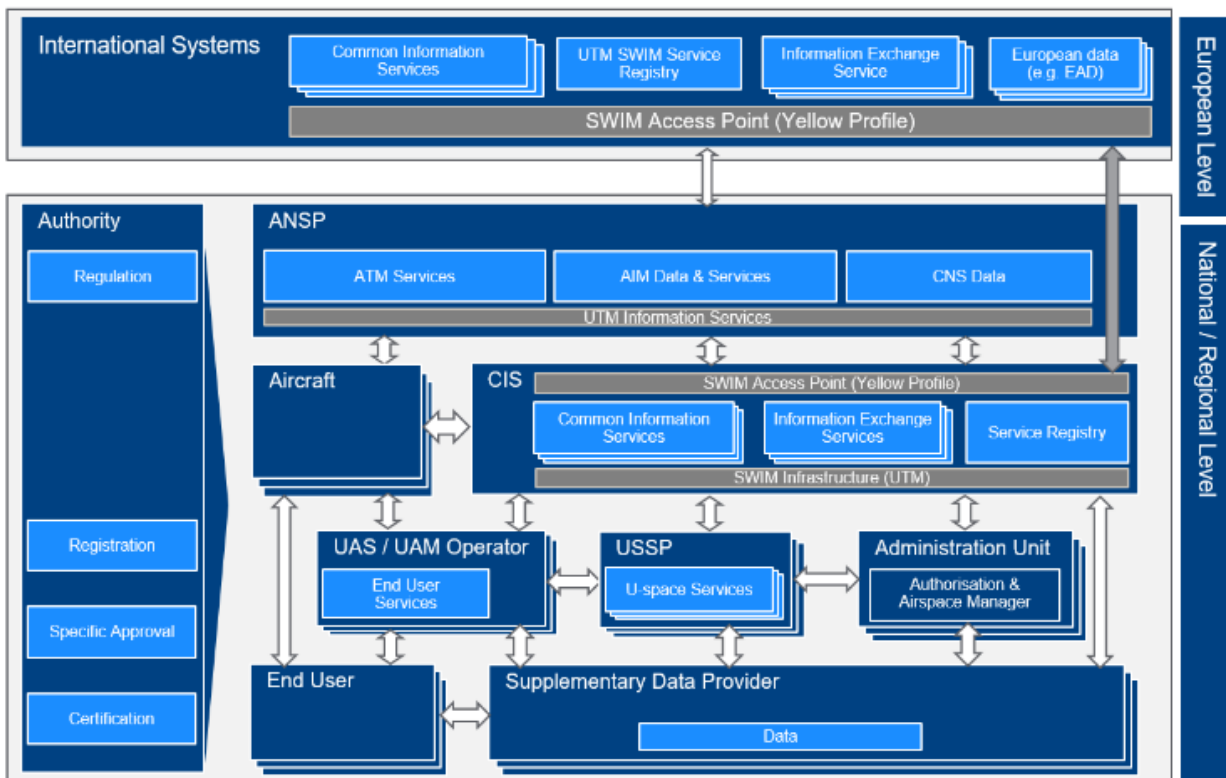 International Systems
Common Information
Services
UTM SWIM Service
Registry
Information Exchange
Service
European data
(e.g. EAD)
SWIM Access Point (Yellow Profile)
European Level
Authority
Regulation
Registration
Specific Approval
Certification
ANSP
ATM Services
AIM Data & Services
CNS Data
UTM Information Services
Aircraft
CIS
SWIM Access Point (Yellow Profile)
Common Information
Services
Information Exchange
Services
Service Registry
SWIM Infrastructure (UTM)
UAS / UAM Operator
End User
Services
USSP
U-space Services
Administration Unit
Authorisation &
Airspace Manager
End User
Supplementary Data Provider
Data
National / Regional Level